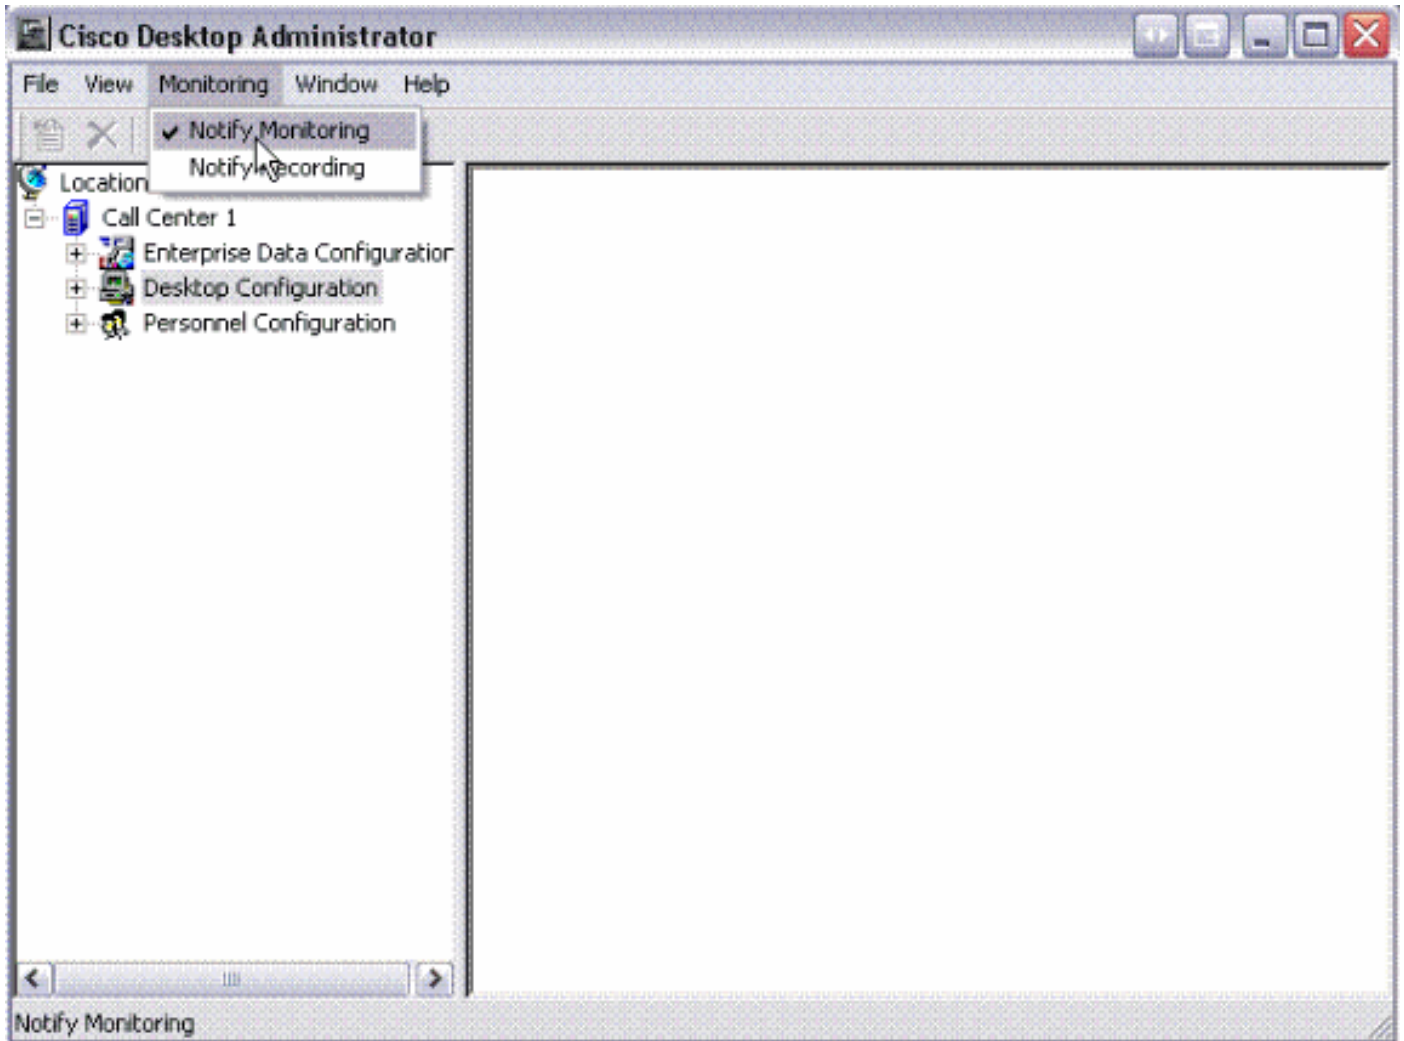 Cisco Desktop Administrator
File View Monitoring Window Help
Notify Monitoring
Notify Recording
Location
Call Center 1
Enterprise Data Configuration
Desktop Configuration
Personnel Configuration
Notify Monitoring